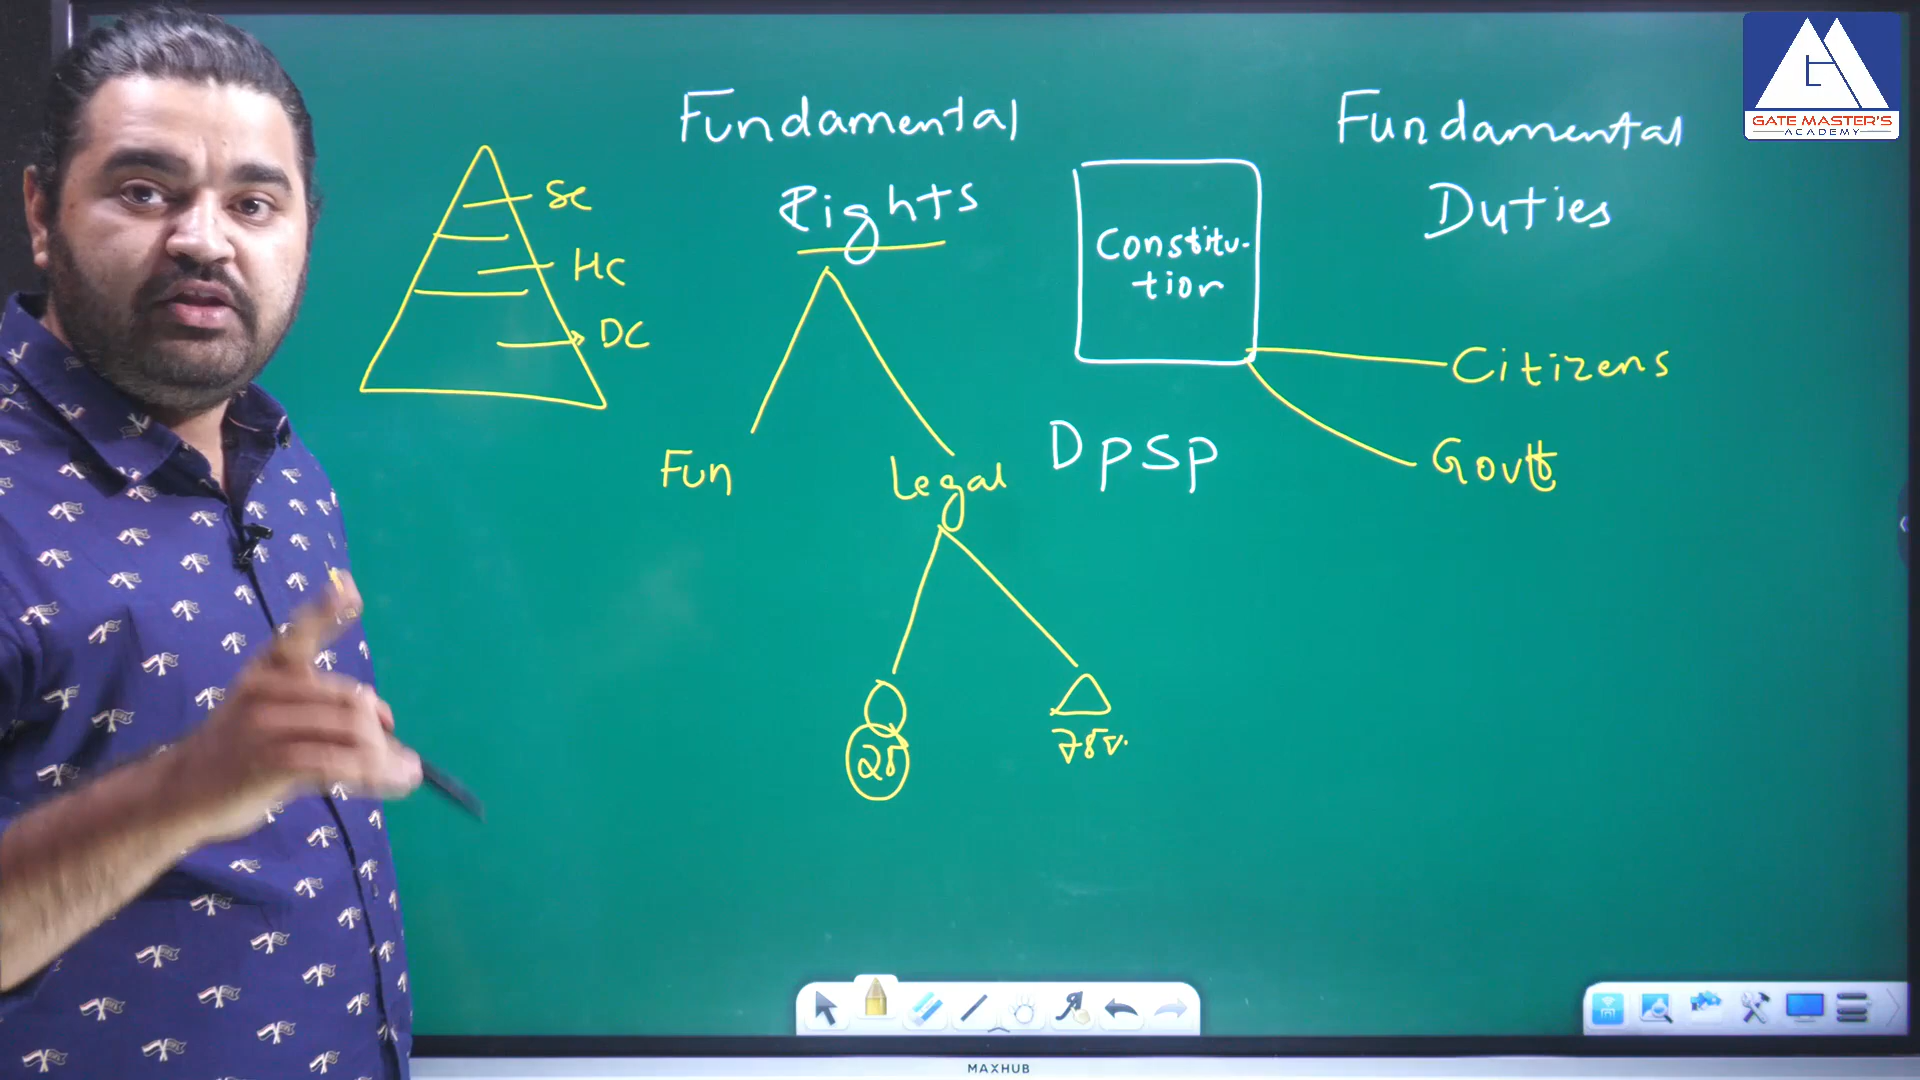 GATE MASTER'S
ACADEMY
Fundamental
Rights
Fundamental
Duties
Constitu-
tion
SC
HC
DC
Citizens
Govt
DPSP
Fun
Legal
MAXHUB